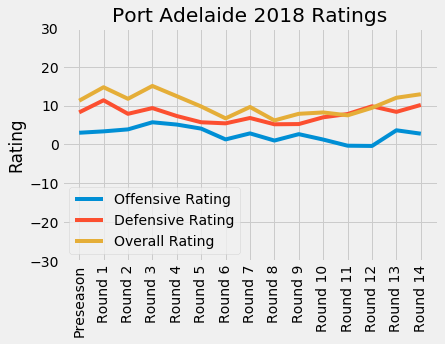 Port Adelaide 2018 Ratings
30
20
10
0
−10
−20
−30
Rating
Offensive Rating
Defensive Rating
Overall Rating
Preseason
Round 1
Round 2
Round 3
Round 4
Round 5
Round 6
Round 7
Round 8
Round 9
Round 10
Round 11
Round 12
Round 13
Round 14